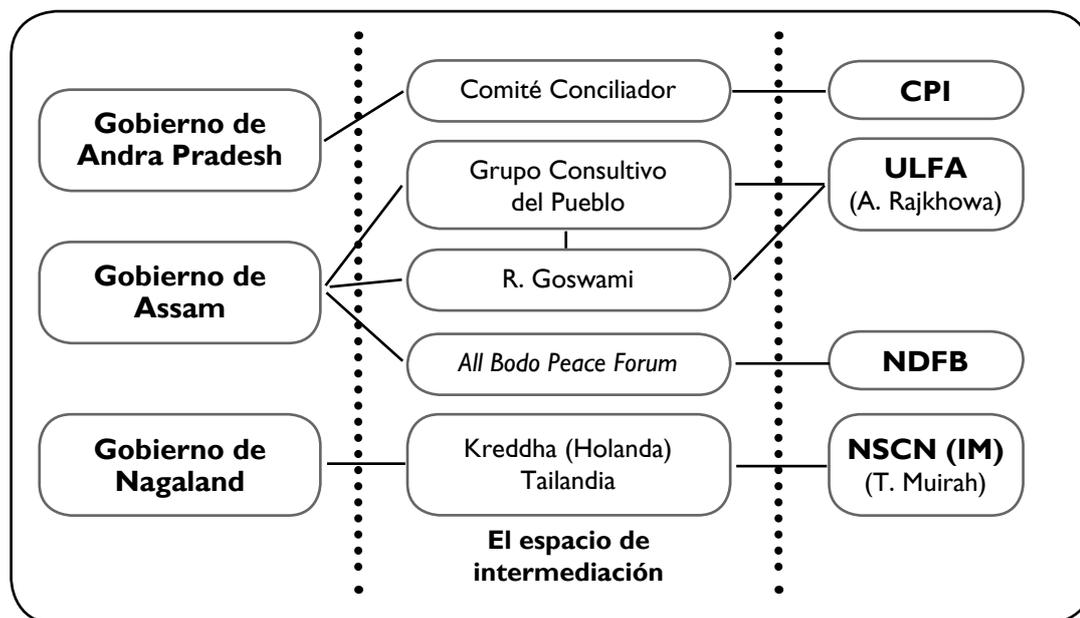 Gobierno de
Andra Pradesh
Gobierno de
Assam
Gobierno de
Nagaland
Comité Conciliador
Grupo Consultivo
del Pueblo
R. Goswami
All Bodo Peace Forum
Kreddha (Holanda)
Tailandia
El espacio de
intermediación
CPI
ULFA
(A. Rajkhowa)
NDFB
NSCN (IM)
(T. Muirah)